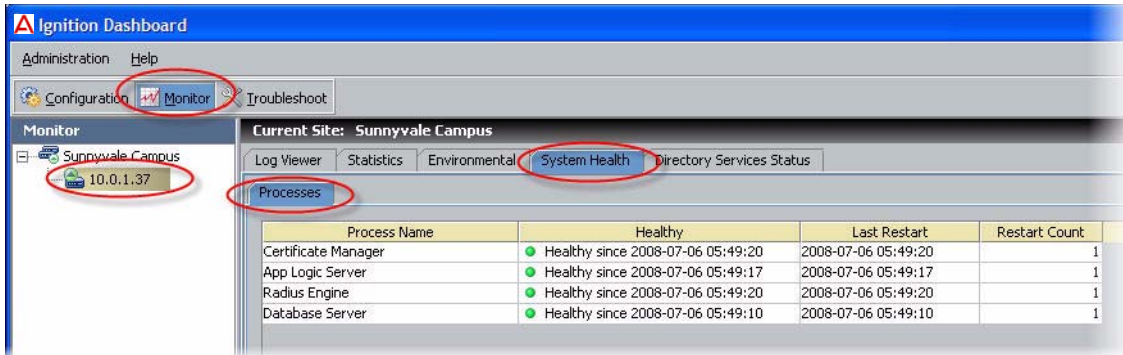 Ignition Dashboard
Administration Help
Configuration Monitor Troubleshoot
Monitor
Current Site: Sunnyvale Campus
Sunnyvale Campus
10.0.1.37
Log Viewer Statistics Environmental System Health Directory Services Status
Processes
Process Name Healthy Last Restart Restart Count
Certificate Manager Healthy since 2008-07-06 05:49:20 2008-07-06 05:49:20 1
App Logic Server Healthy since 2008-07-06 05:49:17 2008-07-06 05:49:17 1
Radius Engine Healthy since 2008-07-06 05:49:20 2008-07-06 05:49:20 1
Database Server Healthy since 2008-07-06 05:49:10 2008-07-06 05:49:10 1